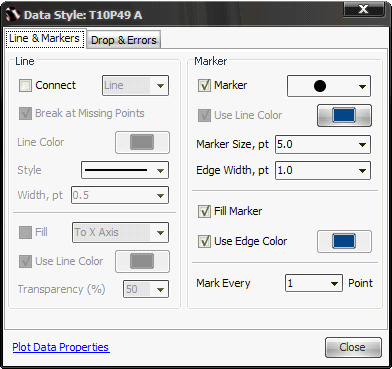 Data Style: T10P49 A
Line & Markers
Drop & Errors
Line
Connect
Line
Break at Missing Points
Line Color
Style
Width, pt
0.5
Fill
To X Axis
Use Line Color
Transparency (%)
50
Marker
Marker
Use Line Color
Marker Size, pt
5.0
Edge Width, pt
1.0
Fill Marker
Use Edge Color
Mark Every
1
Point
Plot Data Properties
Close